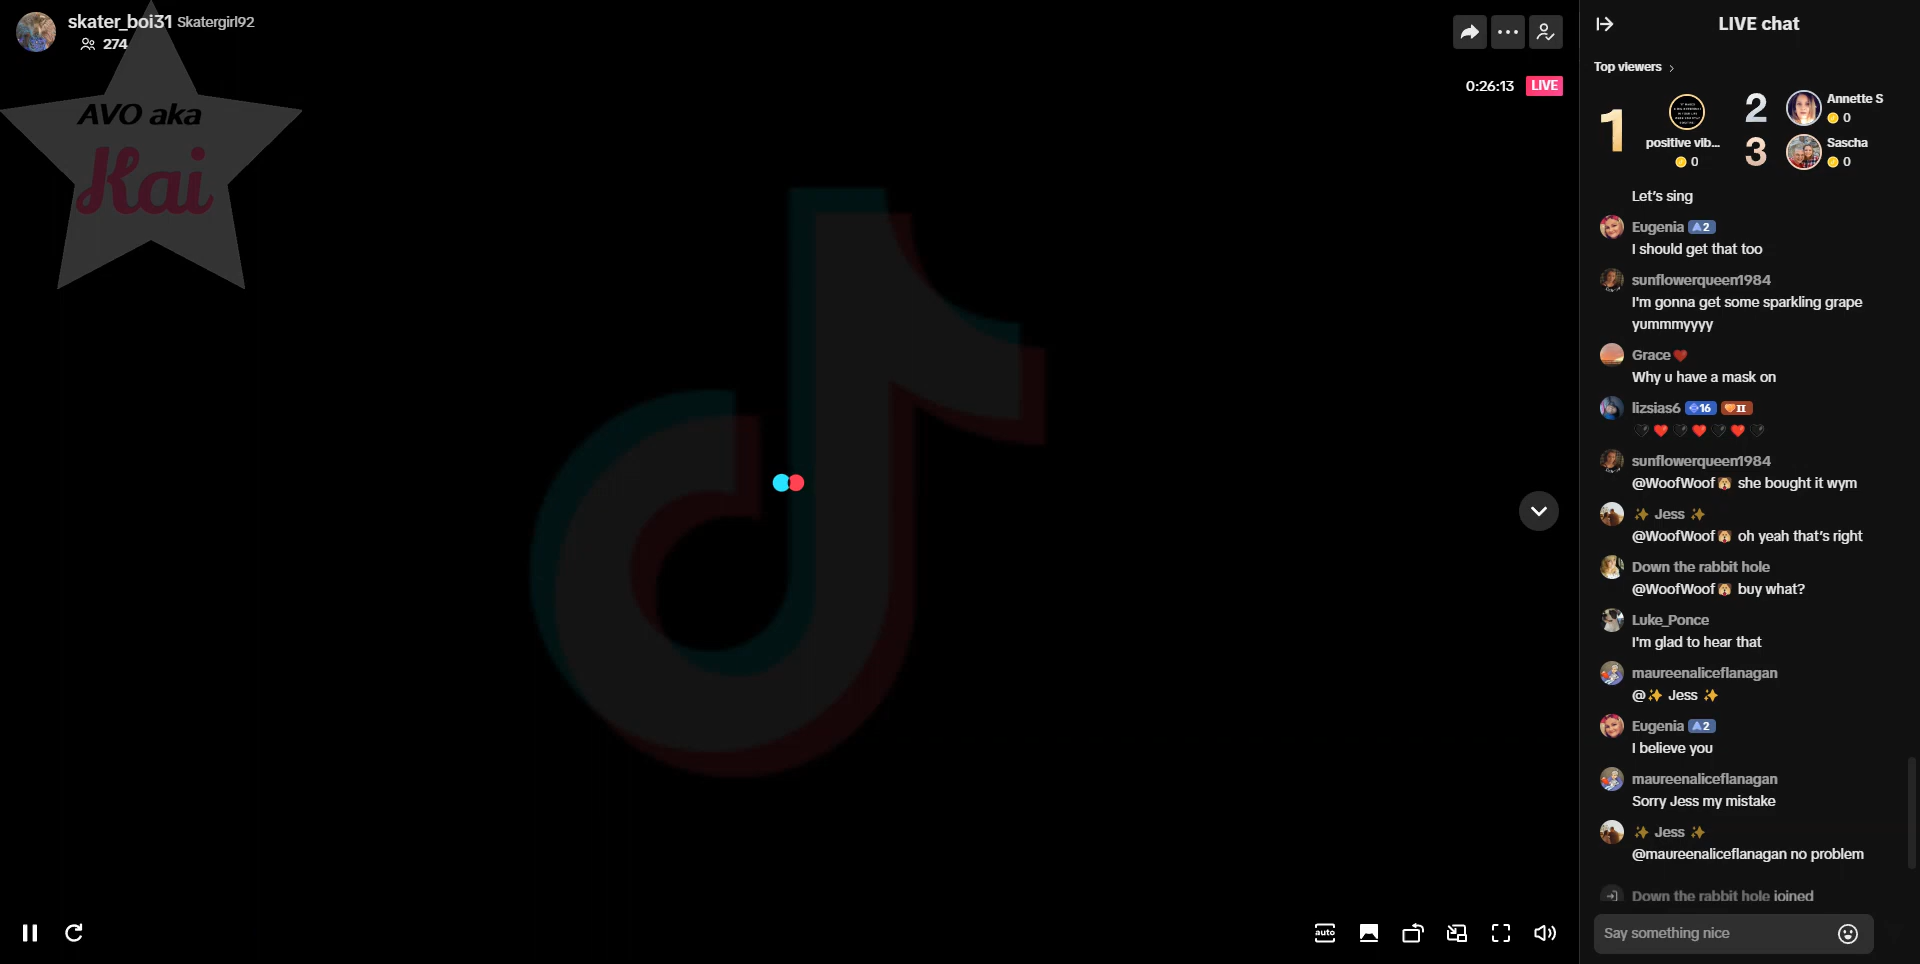 skater_boi31 Skatergirl92
274
AVO aka
Kai
0:26:13 LIVE
auto
LIVE chat
Top viewers
1
positive vib...
0
2
Annette S
0
3
Sascha
0
Let's sing
Eugenia A2
I should get that too
sunflowerqueen1984
I'm gonna get some sparkling grape
yummmyyyy
Grace❤️
Why u have a mask on
lizsias6 16 II
🖤❤️🖤❤️🖤❤️🖤
sunflowerqueen1984
@WoofWoof🙈 she bought it wym
✨ Jess ✨
@WoofWoof🙈 oh yeah that's right
Down the rabbit hole
@WoofWoof🙈 buy what?
Luke_Ponce
I'm glad to hear that
maureenaliceflanagan
@✨ Jess ✨
Eugenia A2
I believe you
maureenaliceflanagan
Sorry Jess my mistake
✨ Jess ✨
@maureenaliceflanagan no problem
Down the rabbit hole joined
Say something nice